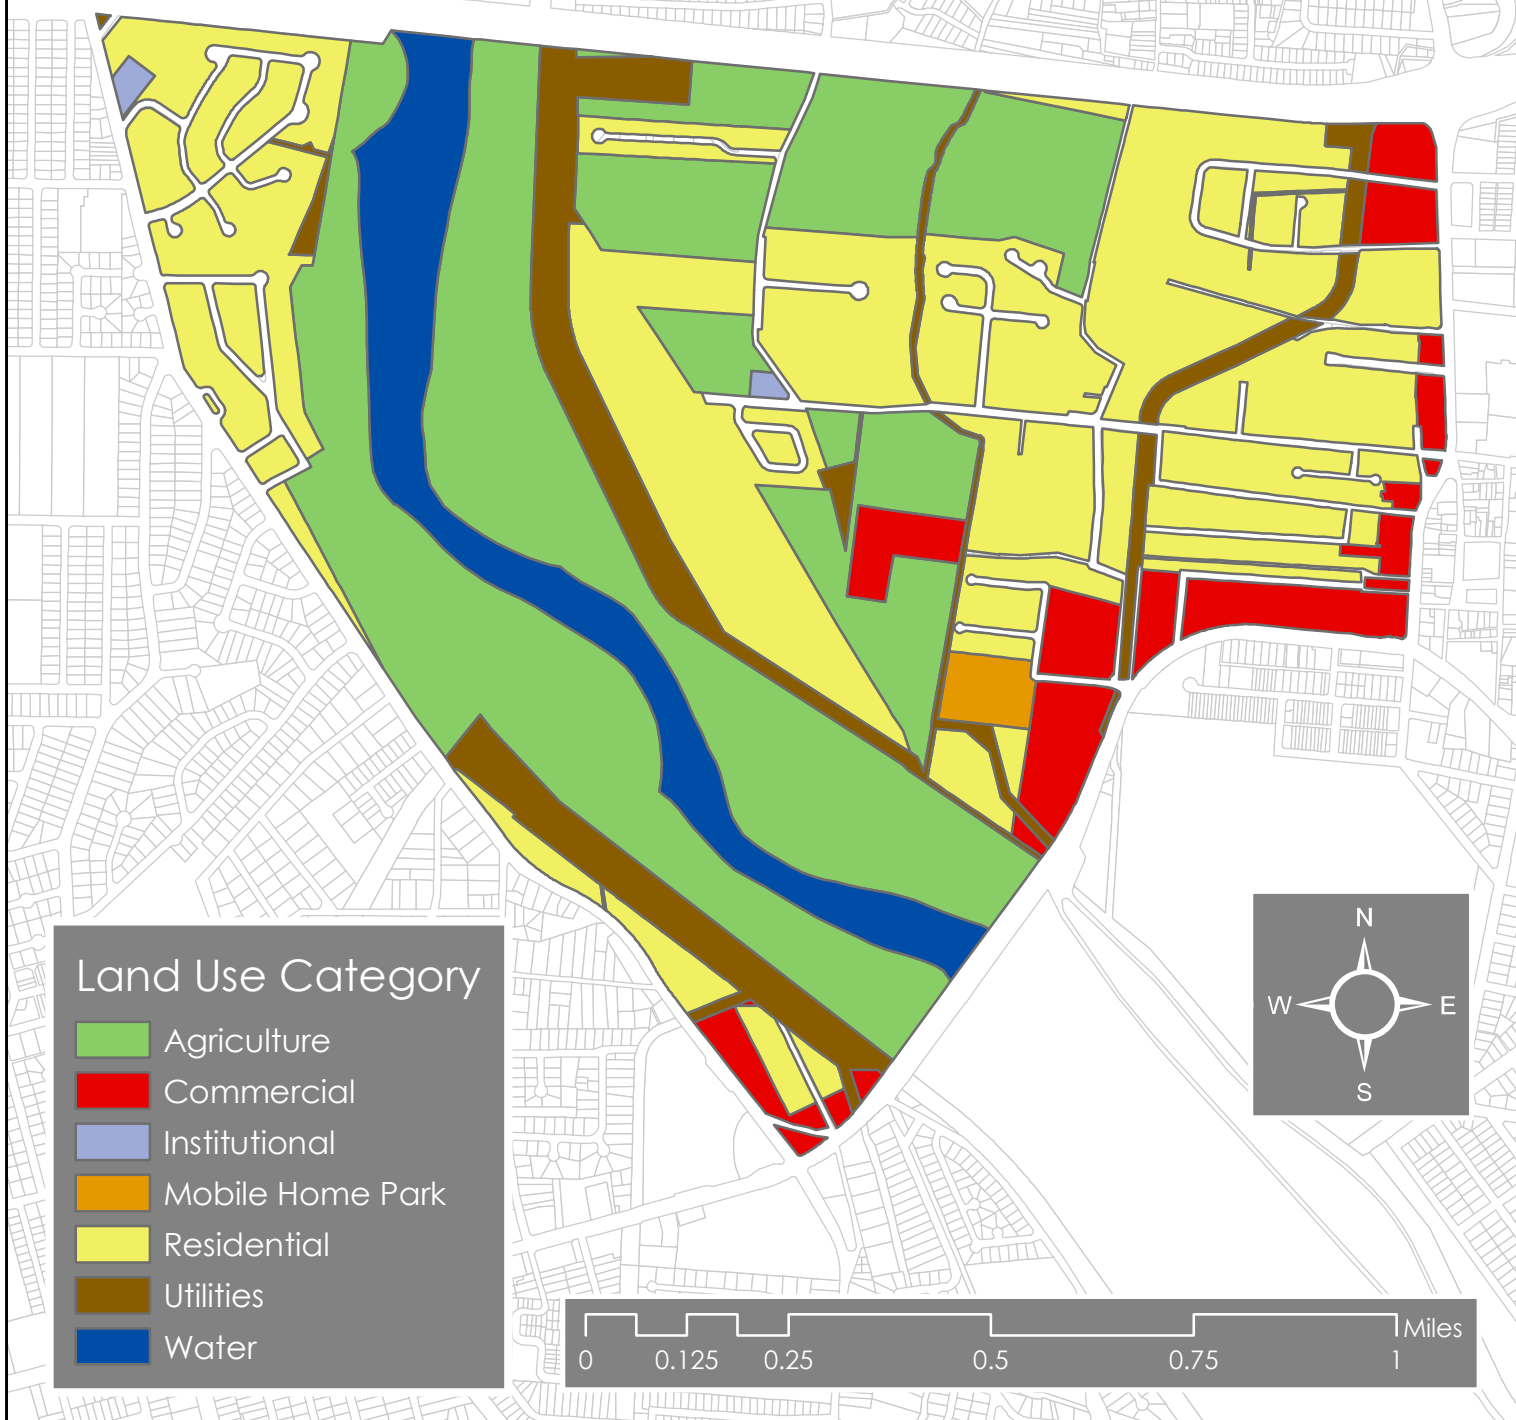 Land Use Category
Agriculture
Commercial
Institutional
Mobile Home Park
Residential
Utilities
Water
N
W E
S
Miles
0 0.125 0.25 0.5 0.75 1